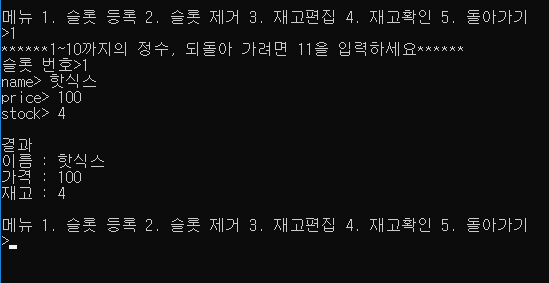 메뉴 1. 슬롯 등록 2. 슬롯 제거 3. 재고편집 4. 재고확인 5. 돌아가기
>1
******1~10까지의 정수, 되돌아 가려면 11을 입력하세요******
슬롯 번호>1
name> 핫식스
price> 100
stock> 4
결과
이름 : 핫식스
가격 : 100
재고 : 4
메뉴 1. 슬롯 등록 2. 슬롯 제거 3. 재고편집 4. 재고확인 5. 돌아가기
>